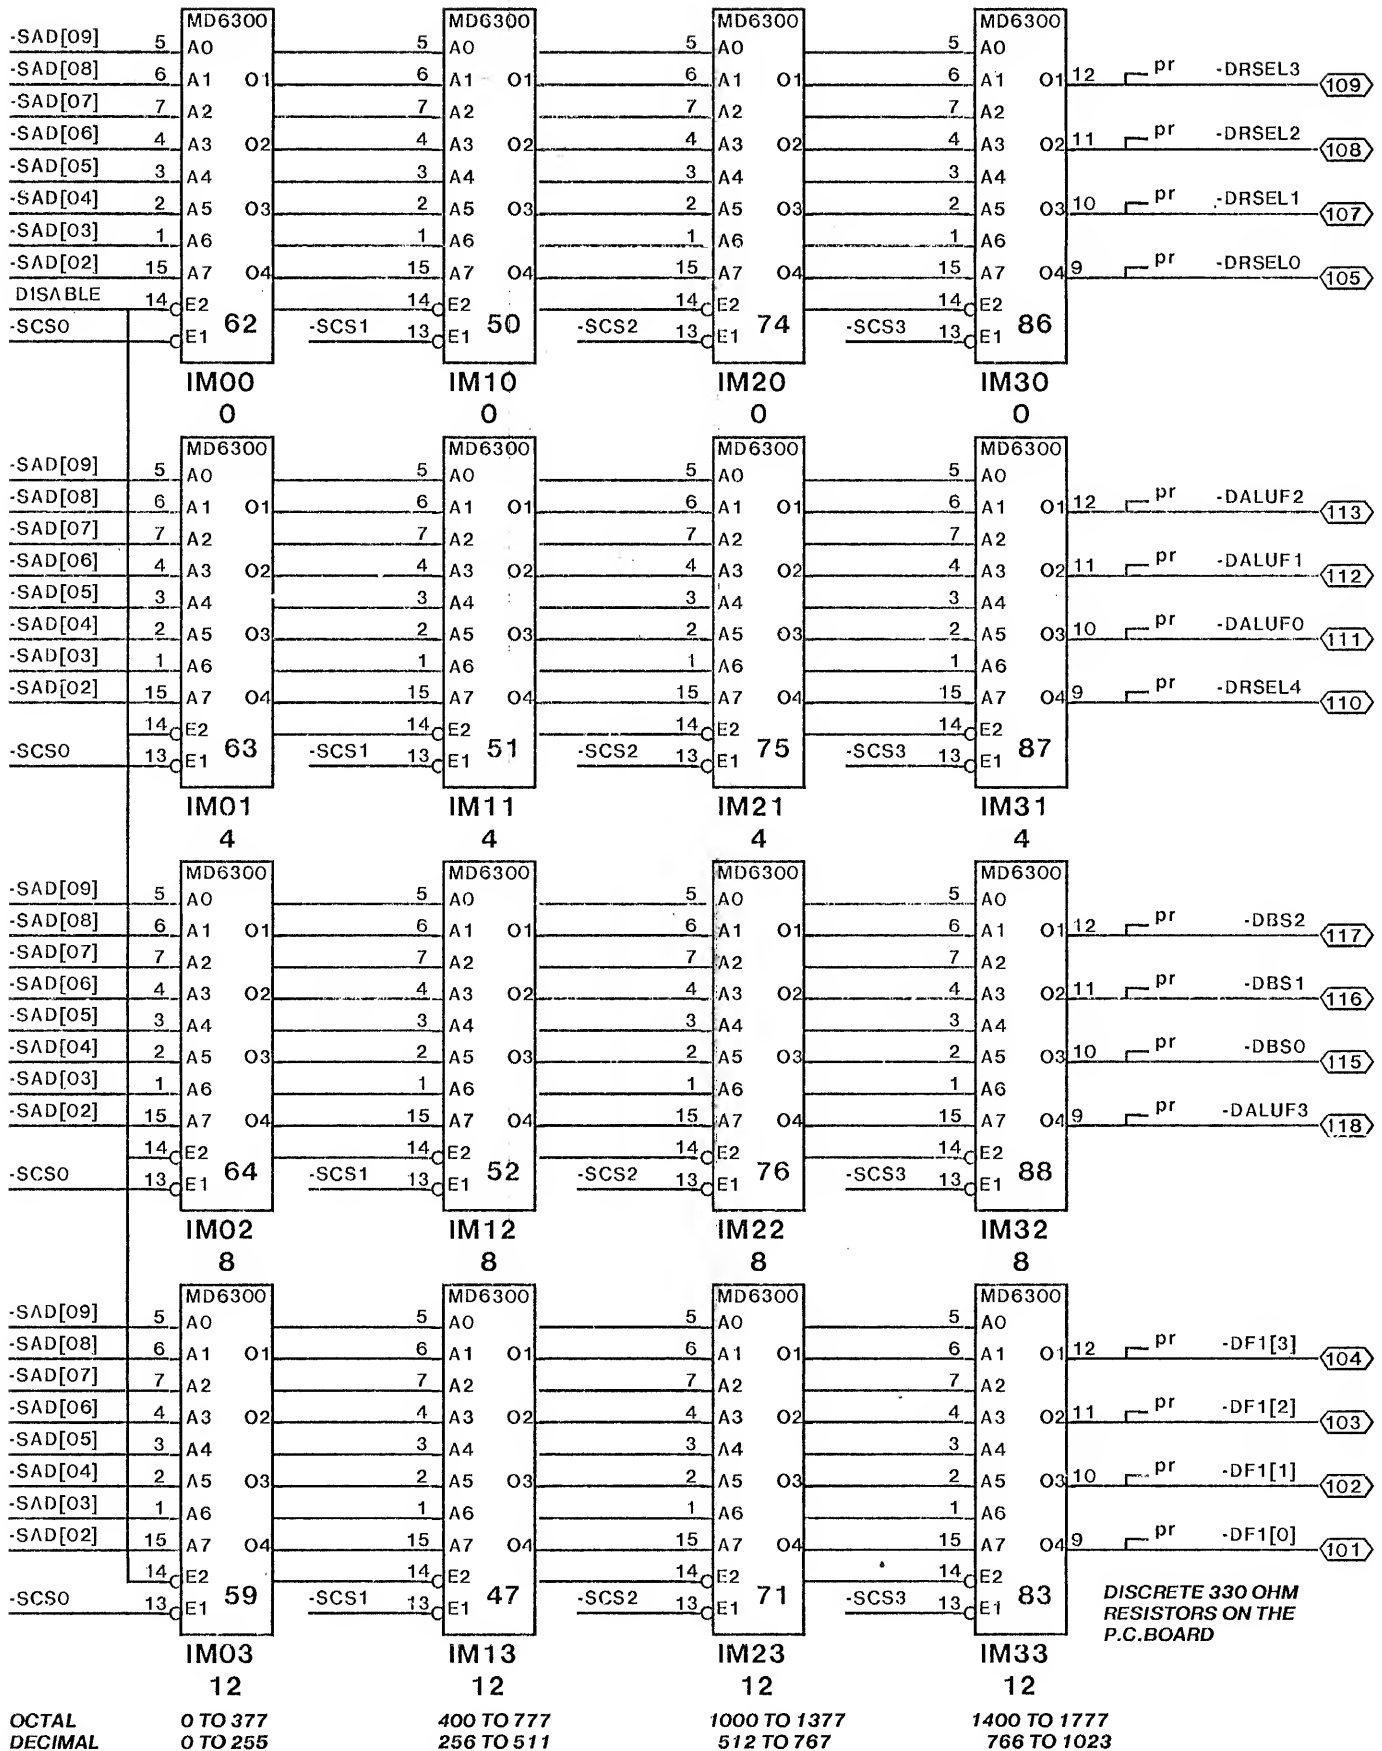 MD6300 MD6300 MD6300 MD6300
-SAD[09] 5 A0 5 A0 5 A0 5 A0
-SAD[08] 6 A1 O1 6 A1 O1 6 A1 O1 6 A1 O1 12 pr -DRSEL3 109
-SAD[07] 7 A2 7 A2 7 A2 7 A2
-SAD[06] 4 A3 O2 4 A3 O2 4 A3 O2 4 A3 O2 11 pr -DRSEL2 108
-SAD[05] 3 A4 3 A4 3 A4 3 A4
-SAD[04] 2 A5 O3 2 A5 O3 2 A5 O3 2 A5 O3 10 pr -DRSEL1 107
-SAD[03] 1 A6 1 A6 1 A6 1 A6
-SAD[02] 15 A7 O4 15 A7 O4 15 A7 O4 15 A7 O4 9 pr -DRSEL0 105
DISABLE 14 E2 14 E2 14 E2 14 E2
-SCS0 E1 62 -SCS1 13 E1 50 -SCS2 13 E1 74 -SCS3 13 E1 86
IM00 IM10 IM20 IM30
0 0 0 0
MD6300 MD6300 MD6300 MD6300
-SAD[09] 5 A0 5 A0 5 A0 5 A0
-SAD[08] 6 A1 O1 6 A1 O1 6 A1 O1 6 A1 O1 12 pr -DALUF2 113
-SAD[07] 7 A2 7 A2 7 A2 7 A2
-SAD[06] 4 A3 O2 4 A3 O2 4 A3 O2 4 A3 O2 11 pr -DALUF1 112
-SAD[05] 3 A4 3 A4 3 A4 3 A4
-SAD[04] 2 A5 O3 2 A5 O3 2 A5 O3 2 A5 O3 10 pr -DALUF0 111
-SAD[03] 1 A6 1 A6 1 A6 1 A6
-SAD[02] 15 A7 O4 15 A7 O4 15 A7 O4 15 A7 O4 9 pr -DRSEL4 110
14 E2 14 E2 14 E2 14 E2
-SCS0 13 E1 63 -SCS1 13 E1 51 -SCS2 13 E1 75 -SCS3 13 E1 87
IM01 IM11 IM21 IM31
4 4 4 4
MD6300 MD6300 MD6300 MD6300
-SAD[09] 5 A0 5 A0 5 A0 5 A0
-SAD[08] 6 A1 O1 6 A1 O1 6 A1 O1 6 A1 O1 12 pr -DBS2 117
-SAD[07] 7 A2 7 A2 7 A2 7 A2
-SAD[06] 4 A3 O2 4 A3 O2 4 A3 O2 4 A3 O2 11 pr -DBS1 116
-SAD[05] 3 A4 3 A4 3 A4 3 A4
-SAD[04] 2 A5 O3 2 A5 O3 2 A5 O3 2 A5 O3 10 pr -DBS0 115
-SAD[03] 1 A6 1 A6 1 A6 1 A6
-SAD[02] 15 A7 O4 15 A7 O4 15 A7 O4 15 A7 O4 9 pr -DALUF3 118
14 E2 14 E2 14 E2 14 E2
-SCS0 13 E1 64 -SCS1 13 E1 52 -SCS2 13 E1 76 -SCS3 13 E1 88
IM02 IM12 IM22 IM32
8 8 8 8
MD6300 MD6300 MD6300 MD6300
-SAD[09] 5 A0 5 A0 5 A0 5 A0
-SAD[08] 6 A1 O1 6 A1 O1 6 A1 O1 6 A1 O1 12 pr -DF1[3] 104
-SAD[07] 7 A2 7 A2 7 A2 7 A2
-SAD[06] 4 A3 O2 4 A3 O2 4 A3 O2 4 A3 O2 11 pr -DF1[2] 103
-SAD[05] 3 A4 3 A4 3 A4 3 A4
-SAD[04] 2 A5 O3 2 A5 O3 2 A5 O3 2 A5 O3 10 pr -DF1[1] 102
-SAD[03] 1 A6 1 A6 1 A6 1 A6
-SAD[02] 15 A7 O4 15 A7 O4 15 A7 O4 15 A7 O4 9 pr -DF1[0] 101
14 E2 14 E2 14 E2 14 E2
-SCS0 13 E1 59 -SCS1 13 E1 47 -SCS2 13 E1 71 -SCS3 13 E1 83
DISCRETE 330 OHM
RESISTORS ON THE
P.C.BOARD
IM03 IM13 IM23 IM33
12 12 12 12
OCTAL 0 TO 377 400 TO 777 1000 TO 1377 1400 TO 1777
DECIMAL 0 TO 255 256 TO 511 512 TO 767 766 TO 1023